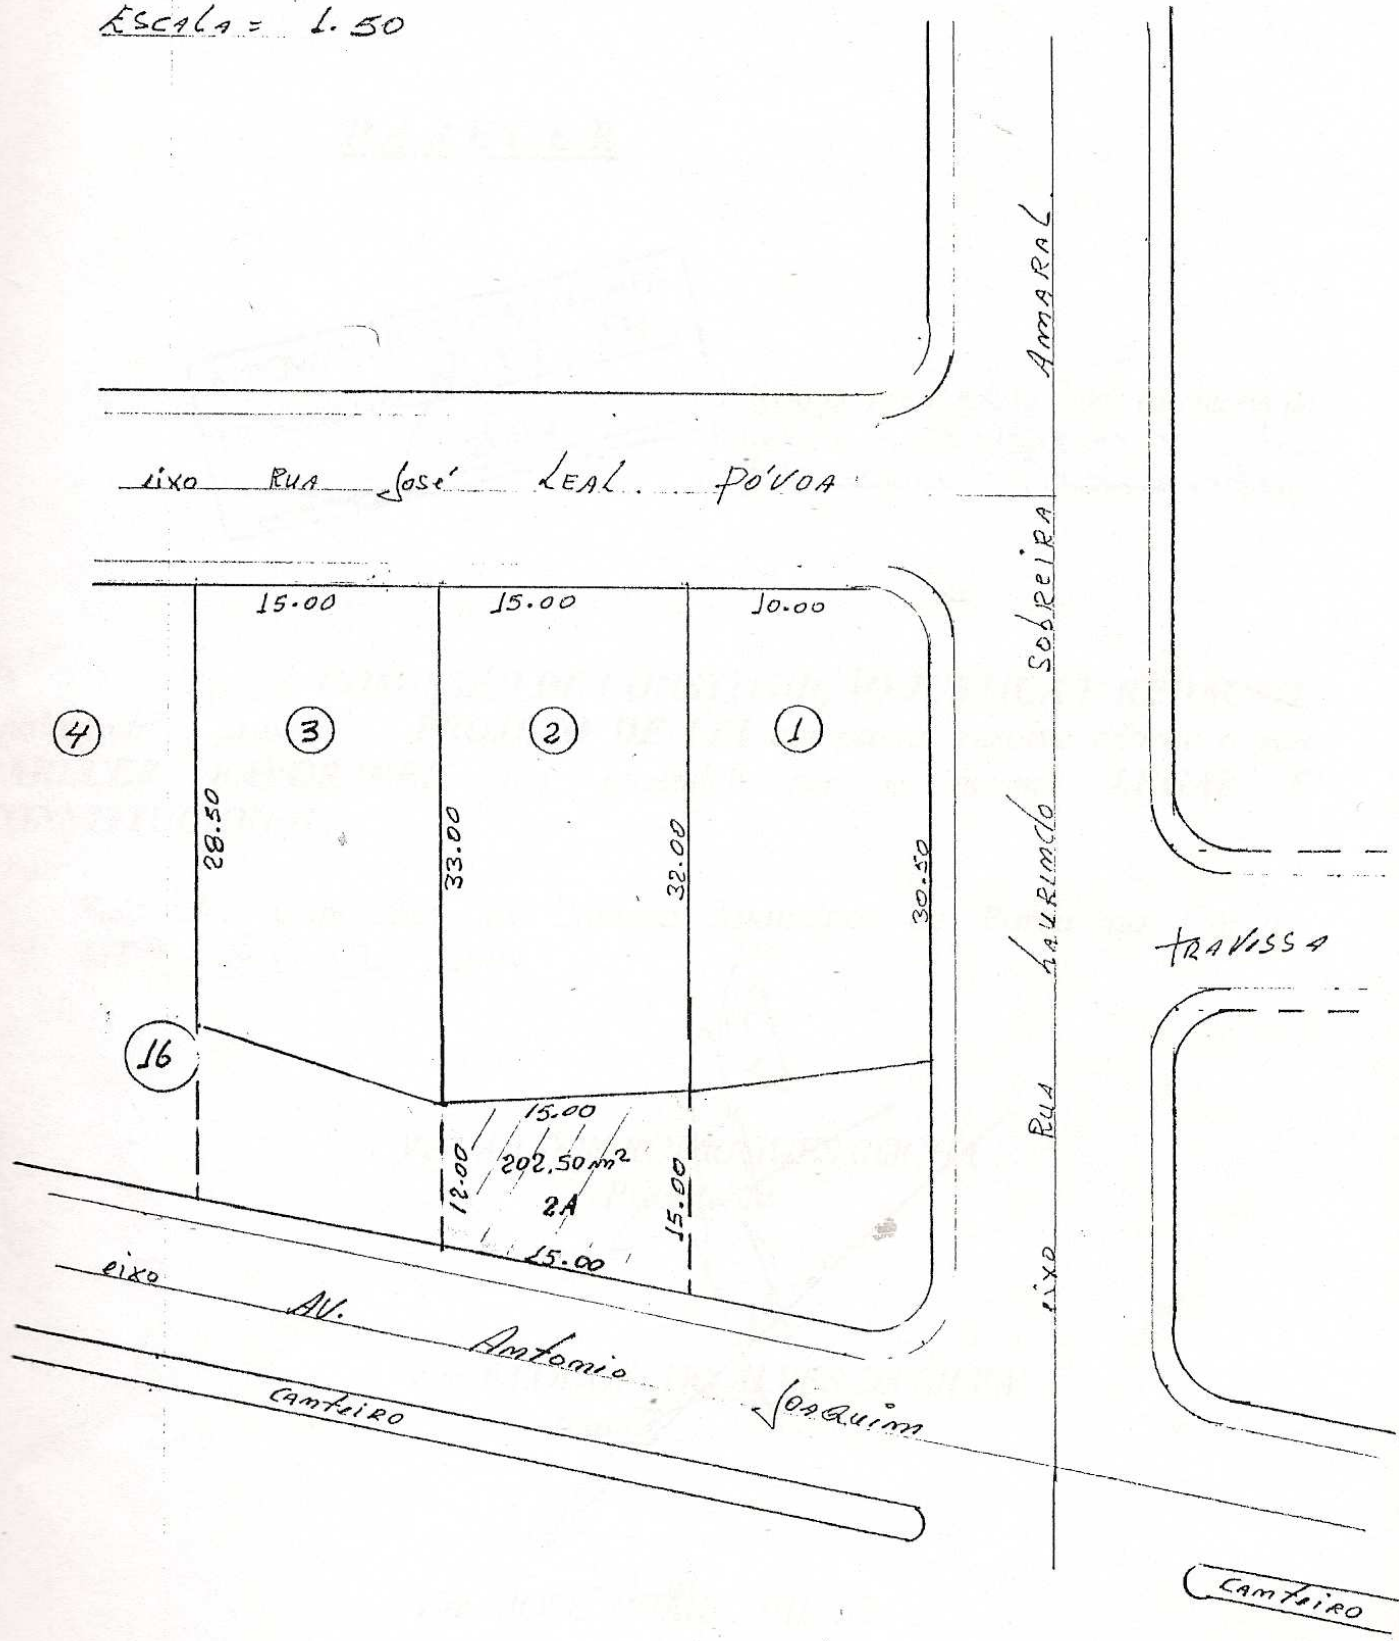 ESCALA = 1.50
eixo RUA José LEAL PÓVOA
eixo RUA LAURINDO SOBREIRA AMARAL
15.00
15.00
10.00
4
3
2
1
28.50
33.00
32.00
30.50
TRAVESSA
16
15.00
12.00
202.50 m²
2A
15.00
15.00
eixo AV. Antonio JOAQUIM
CANTEIRO
CANTEIRO